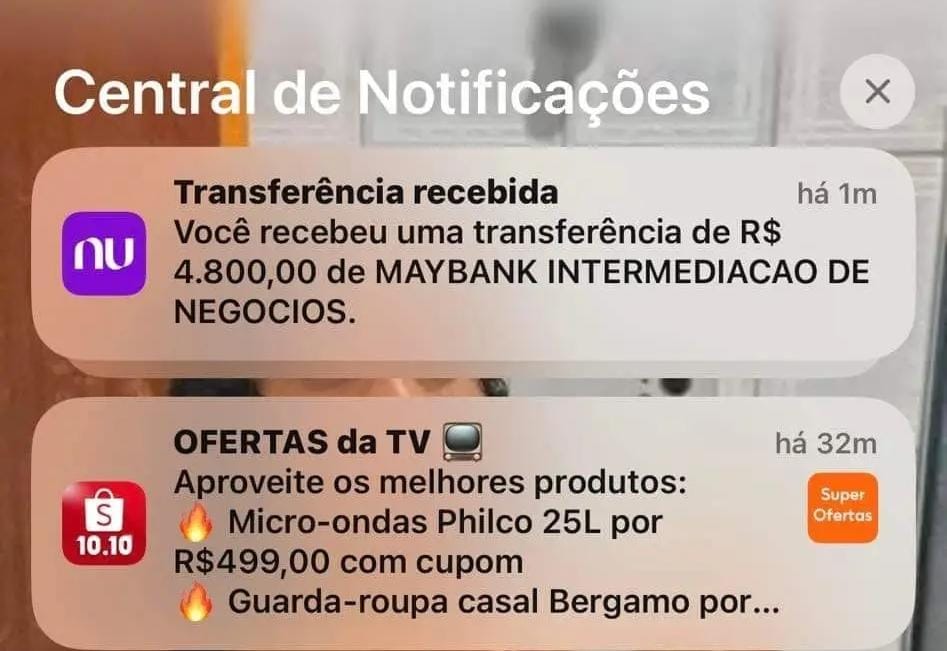 Central de Notificações
Transferência recebida
há 1m
nu
Você recebeu uma transferência de R$
4.800,00 de MAYBANK INTERMEDIACAO DE
NEGOCIOS.
OFERTAS da TV 📺
há 32m
S
10.10
Aproveite os melhores produtos:
Super
Ofertas
🔥 Micro-ondas Philco 25L por
R$499,00 com cupom
🔥 Guarda-roupa casal Bergamo por...